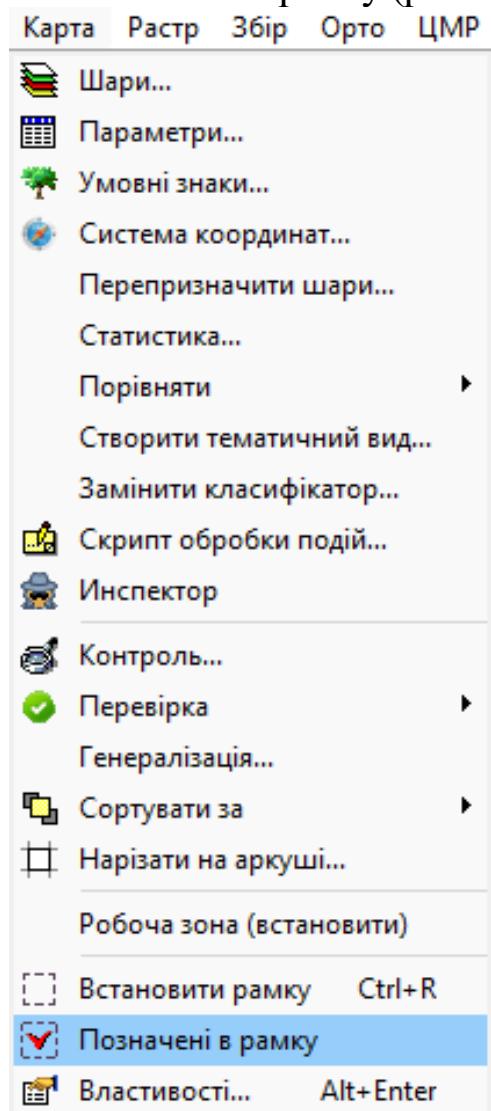 Карта Растр Збір Орто ЦМР
Шари...
Параметри...
Умовні знаки...
Система координат...
Перепризначити шари...
Статистика...
Порівняти
Створити тематичний вид...
Замінити класифікатор...
Скрипт обробки подій...
Инспектор
Контроль...
Перевірка
Генералізація...
Сортувати за
Нарізати на аркуші...
Робоча зона (встановити)
Встановити рамку Ctrl+R
Позначені в рамку
Властивості... Alt+Enter